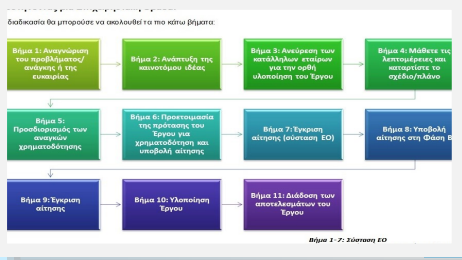 διαδικασία θα μπορούσε να ακολουθεί τα πιο κάτω βήματα:
Βήμα 1: Αναγνώριση
του προβλήματος/
ανάγκης ή της
ευκαιρίας
Βήμα 2: Ανάπτυξη της
καινοτόμου ιδέας
Βήμα 3: Ανεύρεση των
κατάλληλων εταίρων
για την ορθή
υλοποίηση του Έργου
Βήμα 4: Μάθετε τις
λεπτομέρειες και
καταρτίστε το
σχέδιο/πλάνο
Βήμα 5:
Προσδιορισμός των
αναγκών
χρηματοδότησης
Βήμα 6: Προετοιμασία
της πρότασης του
Έργου για
χρηματοδότηση και
υποβολή αίτησης
Βήμα 7: Έγκριση
αίτησης (σύσταση ΕΟ)
Βήμα 8: Υποβολή
αίτησης στη Φάση Β
Βήμα 9: Έγκριση
αίτησης
Βήμα 10: Υλοποίηση
Έργου
Βήμα 11: Διάδοση των
αποτελεσμάτων του
Έργου
Βήμα 1-7: Σύσταση ΕΟ